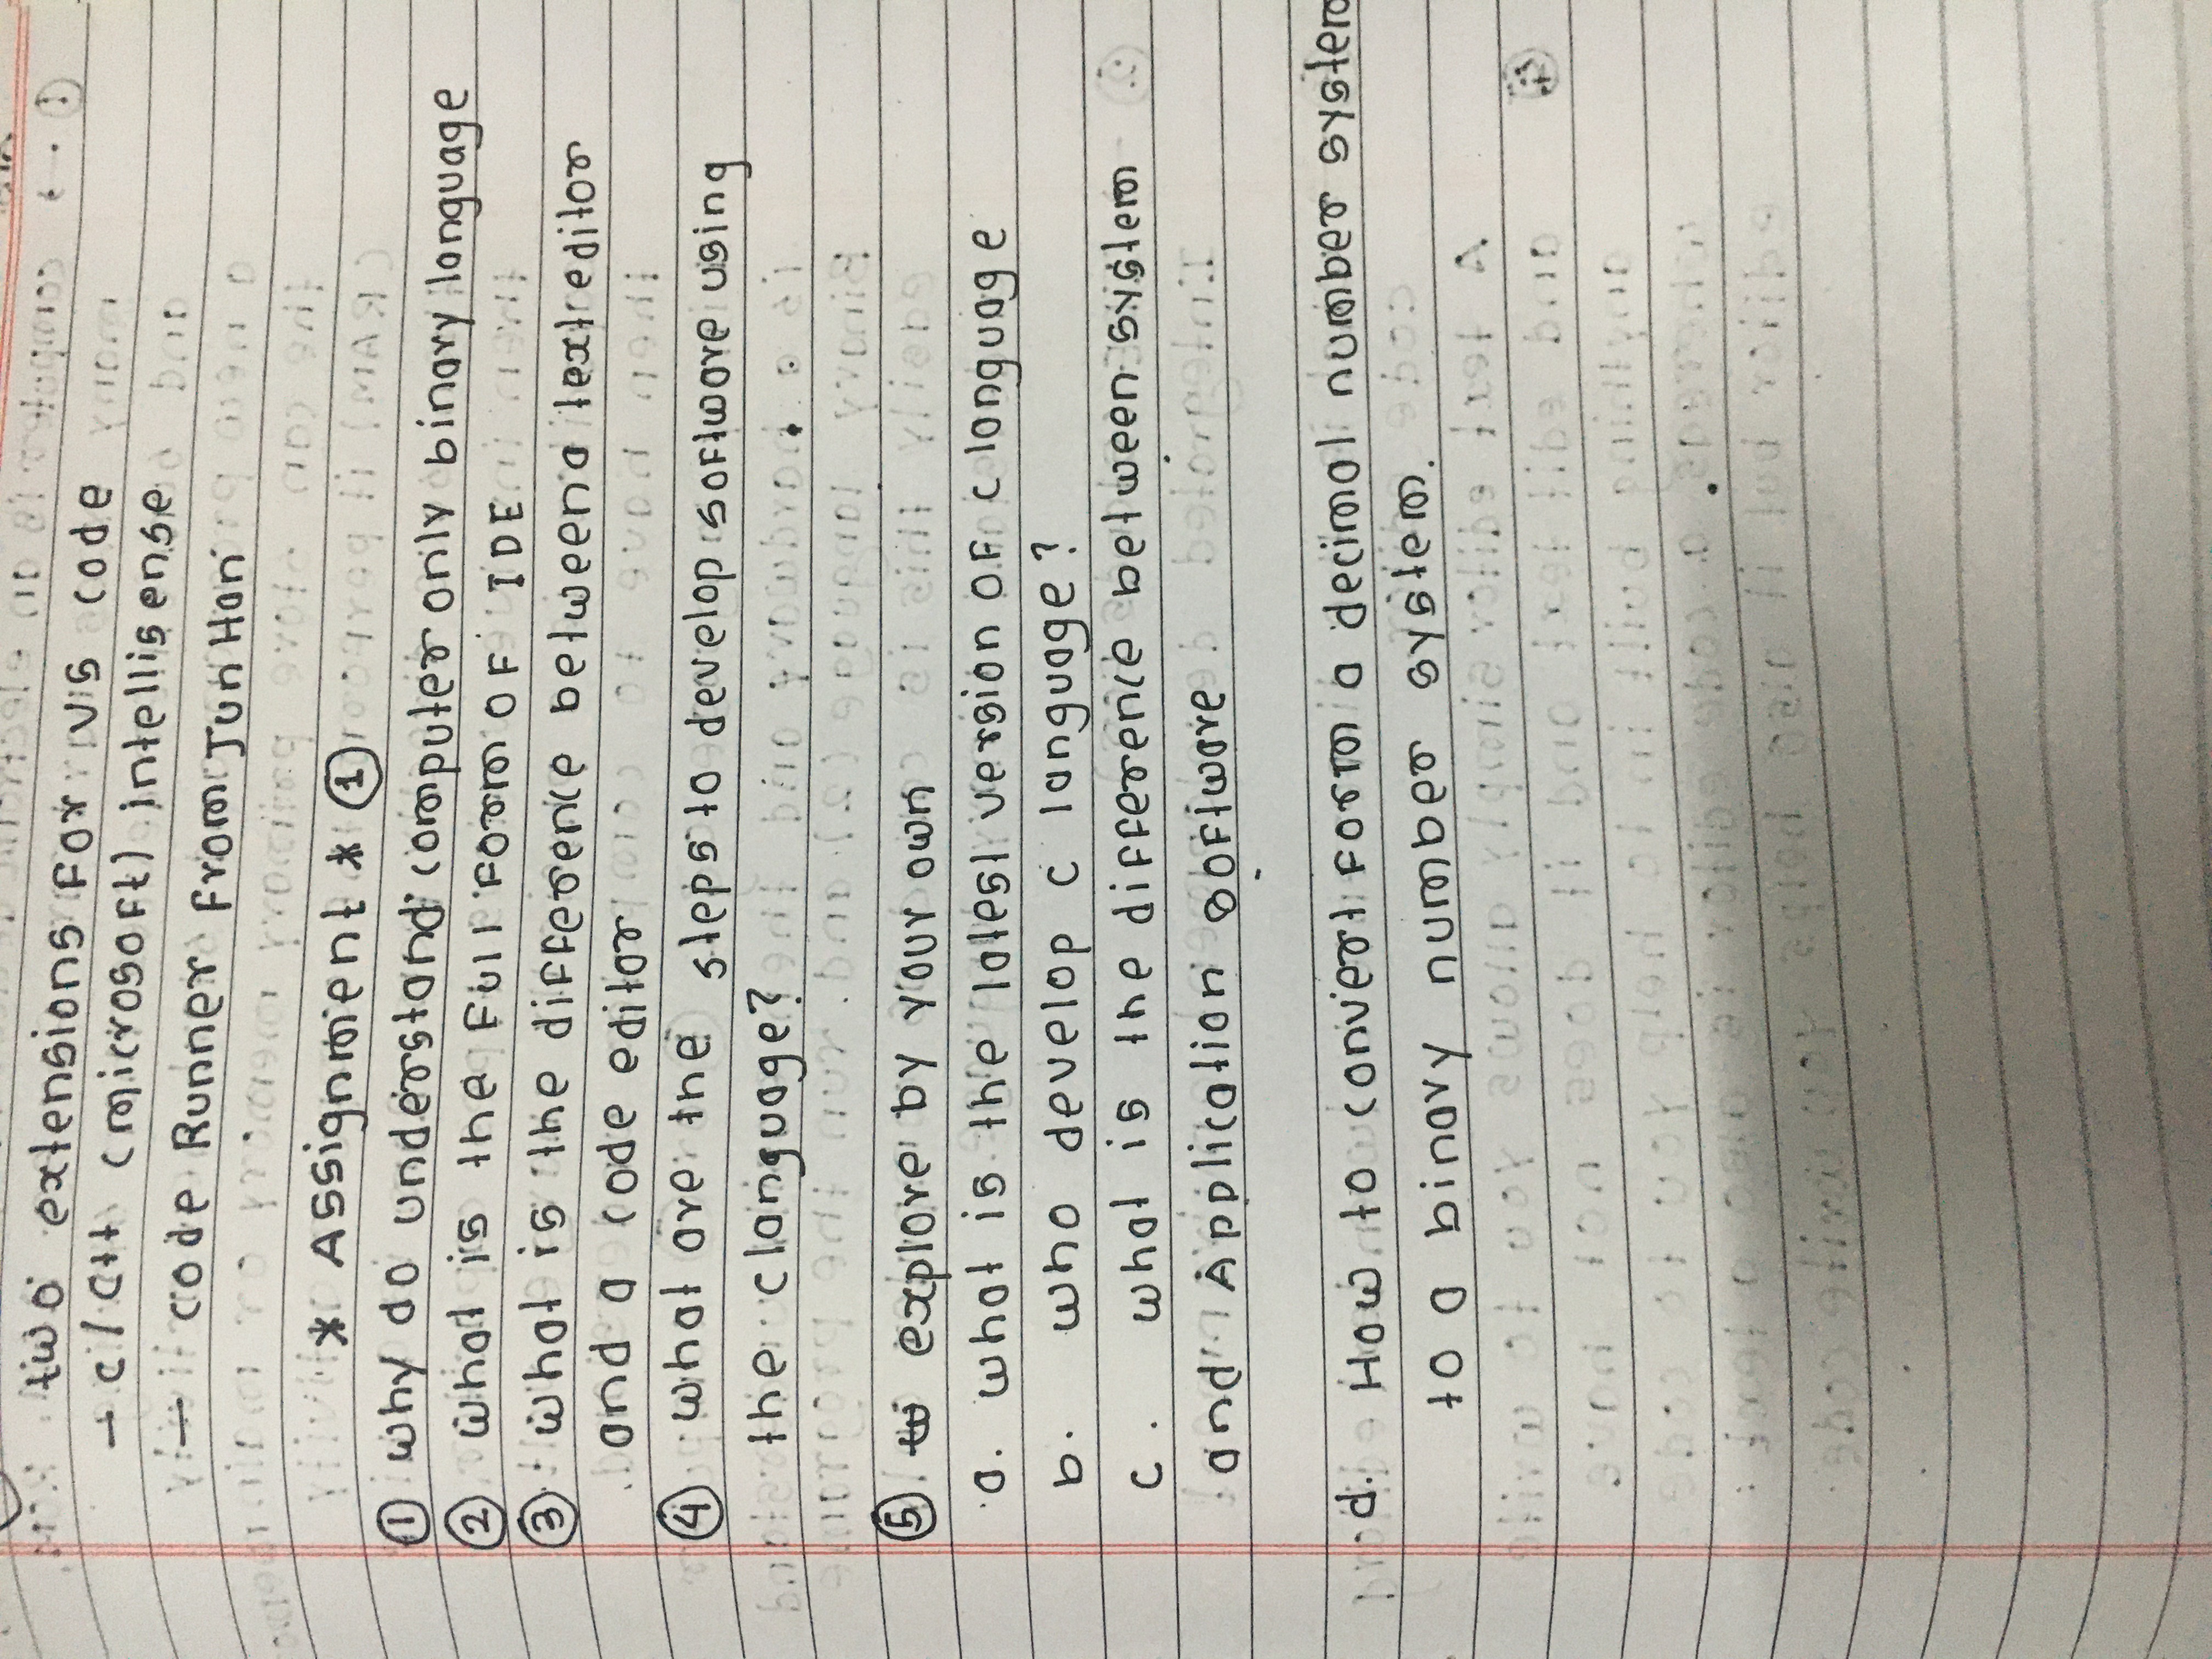 two extensions For VS code
- C / C++ (microsoft) intellisense
- code Runner From Jun Han
* Assignment * ①
① why do understand computer only binary language
② what is the Full Form OF IDE
③ what is the difference between a text editor
and a code editor
④ what are the steps to develop software using
the c language?
⑤ explore by your own
a. what is the latest version OF c language
b. who develop c language?
c. what is the difference between system
and Application software
d. How to convert form a decimal number system
to a binary number system.